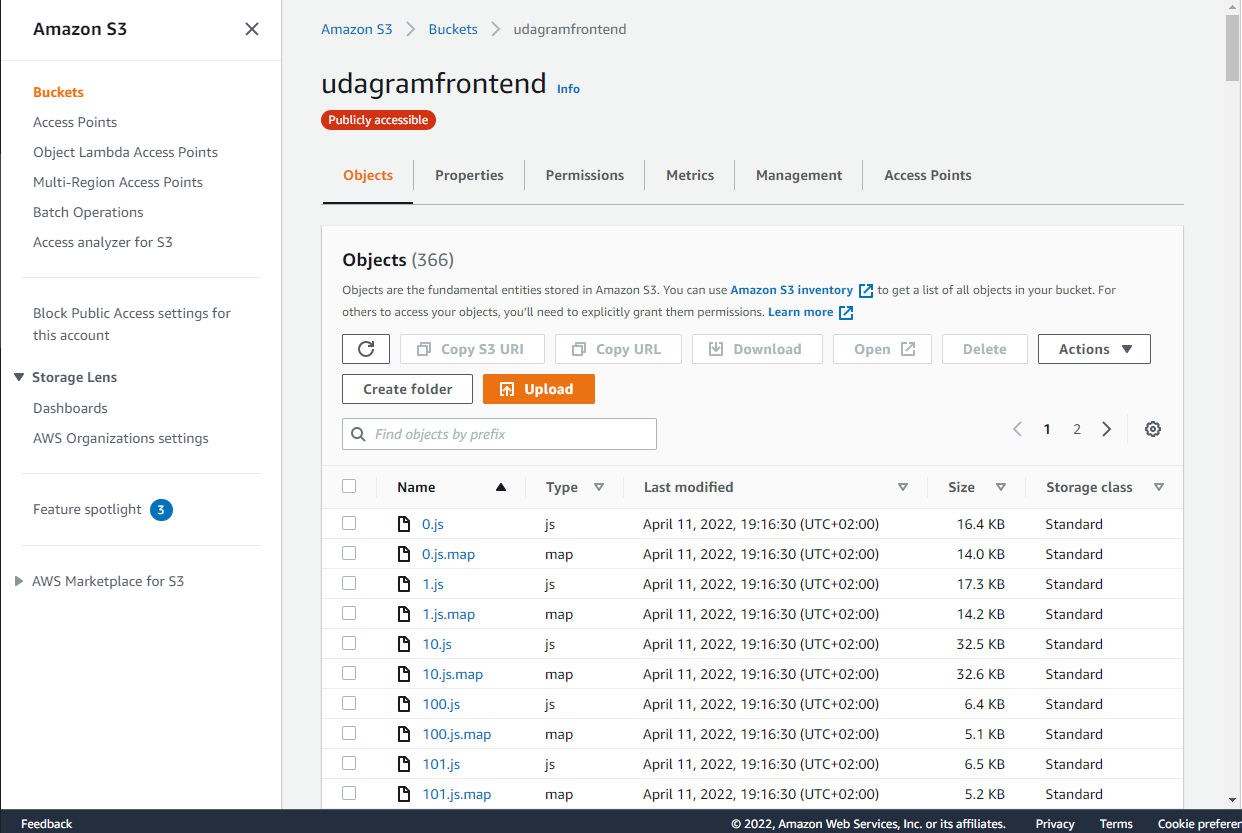 Amazon S3
Buckets
Access Points
Object Lambda Access Points
Multi-Region Access Points
Batch Operations
Access analyzer for S3
Block Public Access settings for
this account
Storage Lens
Dashboards
AWS Organizations settings
Feature spotlight 3
AWS Marketplace for S3
Amazon S3 Buckets udagramfrontend
udagramfrontend Info
Publicly accessible
Objects Properties Permissions Metrics Management Access Points
Objects (366)
Objects are the fundamental entities stored in Amazon S3. You can use Amazon S3 inventory to get a list of all objects in your bucket. For
others to access your objects, you'll need to explicitly grant them permissions. Learn more
Copy S3 URI Copy URL Download Open Delete Actions
Create folder Upload
Find objects by prefix 1 2
Name Type Last modified Size Storage class
0.js js April 11, 2022, 19:16:30 (UTC+02:00) 16.4 KB Standard
0.js.map map April 11, 2022, 19:16:30 (UTC+02:00) 14.0 KB Standard
1.js js April 11, 2022, 19:16:30 (UTC+02:00) 17.3 KB Standard
1.js.map map April 11, 2022, 19:16:30 (UTC+02:00) 14.2 KB Standard
10.js js April 11, 2022, 19:16:30 (UTC+02:00) 32.5 KB Standard
10.js.map map April 11, 2022, 19:16:30 (UTC+02:00) 32.6 KB Standard
100.js js April 11, 2022, 19:16:30 (UTC+02:00) 6.4 KB Standard
100.js.map map April 11, 2022, 19:16:30 (UTC+02:00) 5.1 KB Standard
101.js js April 11, 2022, 19:16:30 (UTC+02:00) 6.5 KB Standard
101.js.map map April 11, 2022, 19:16:30 (UTC+02:00) 5.2 KB Standard
Feedback © 2022, Amazon Web Services, Inc. or its affiliates. Privacy Terms Cookie preferer